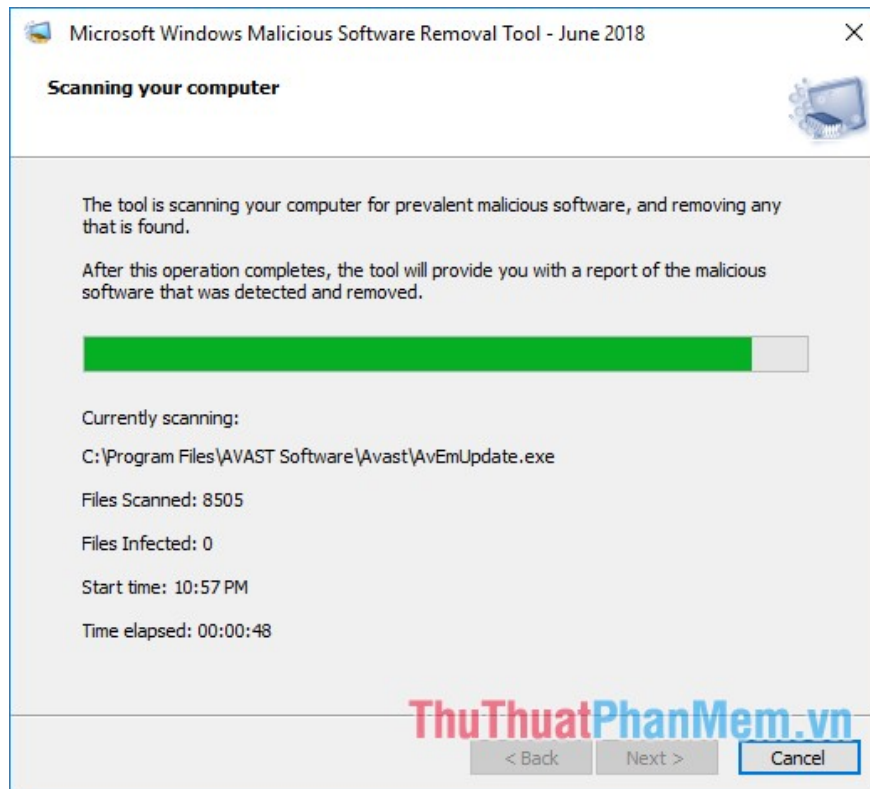 Microsoft Windows Malicious Software Removal Tool - June 2018
Scanning your computer
The tool is scanning your computer for prevalent malicious software, and removing any
that is found.
After this operation completes, the tool will provide you with a report of the malicious
software that was detected and removed.
Currently scanning:
C:\Program Files\AVAST Software\Avast\AvEmUpdate.exe
Files Scanned: 8505
Files Infected: 0
Start time: 10:57 PM
Time elapsed: 00:00:48
ThuThuatPhanMem.vn
< Back Next > Cancel